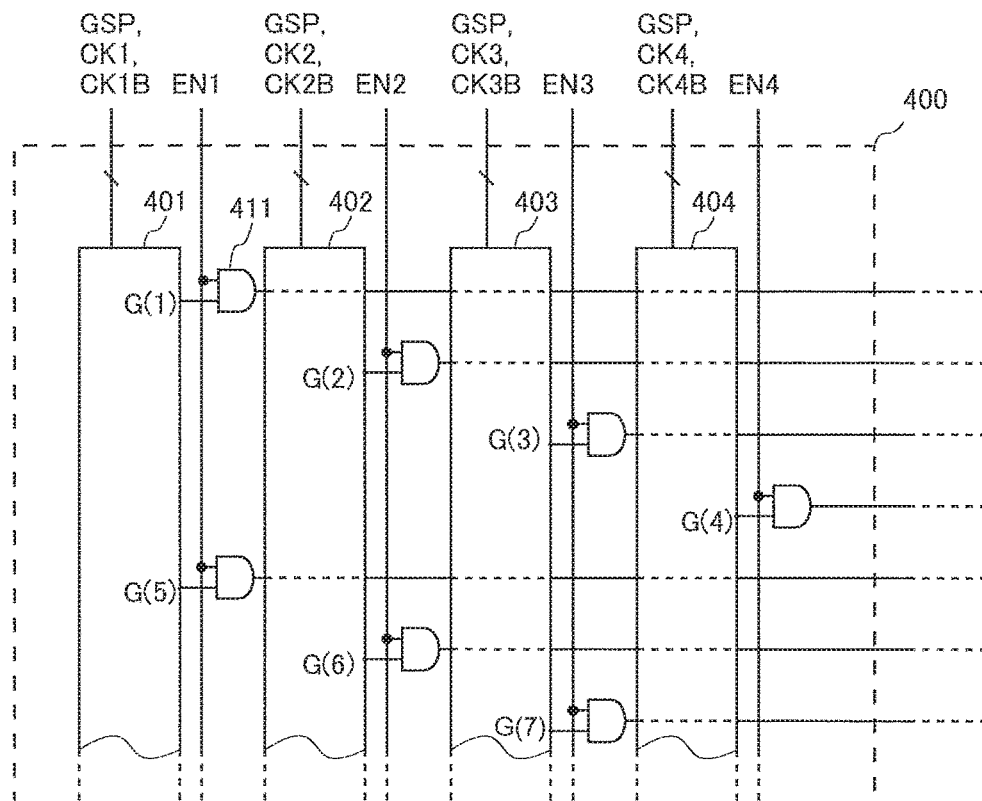 GSP,
CK1,
CK1B
EN1
GSP,
CK2,
CK2B
EN2
GSP,
CK3,
CK3B
EN3
GSP,
CK4,
CK4B
EN4
400
401
411
402
403
404
G(1)
G(2)
G(3)
G(4)
G(5)
G(6)
G(7)